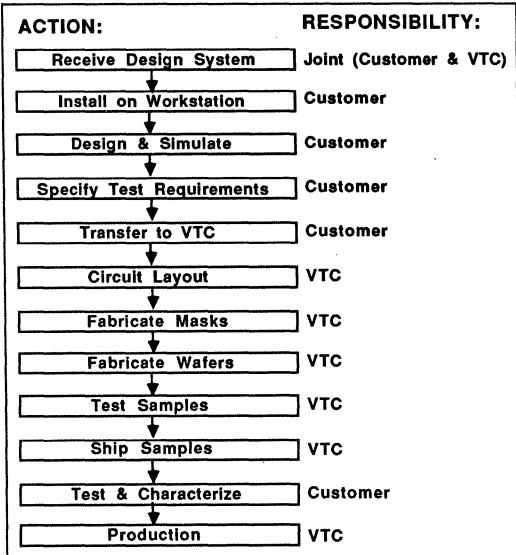 ACTION: RESPONSIBILITY:
Receive Design System Joint (Customer & VTC)
Install on Workstation Customer
Design & Simulate Customer
Specify Test Requirements Customer
Transfer to VTC Customer
Circuit Layout VTC
Fabricate Masks VTC
Fabricate Wafers VTC
Test Samples VTC
Ship Samples VTC
Test & Characterize Customer
Production VTC